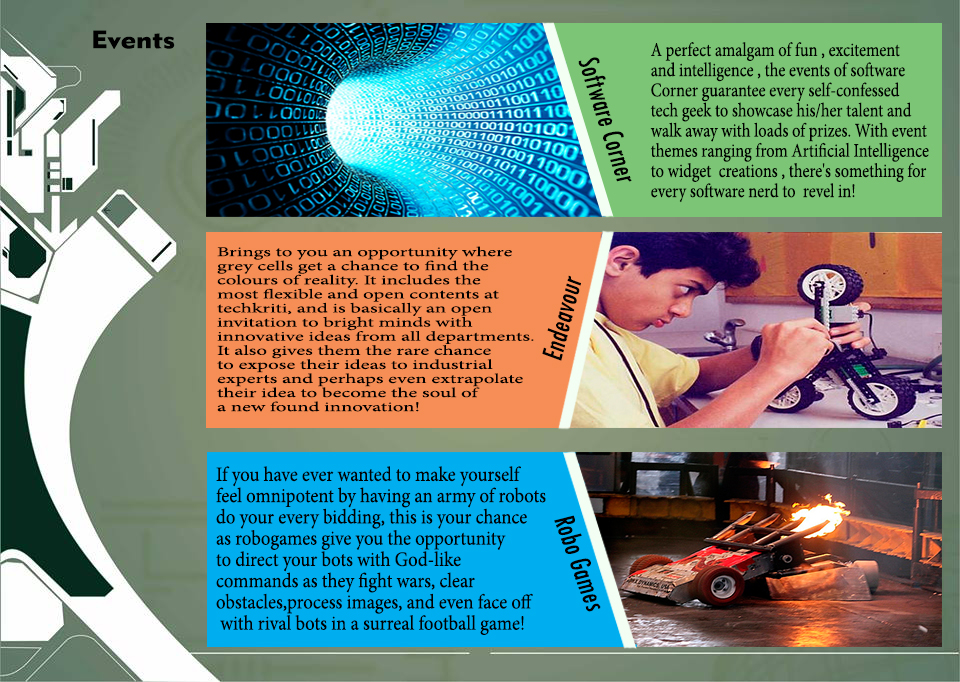 Events
Software Corner
A perfect amalgam of fun , excitement
and intelligence , the events of software
Corner guarantee every self-confessed
tech geek to showcase his/her talent and
walk away with loads of prizes. With event
themes ranging from Artificial Intelligence
to widget creations , there's something for
every software nerd to revel in!
Brings to you an opportunity where
grey cells get a chance to find the
colours of reality. It includes the
most flexible and open contents at
techkriti, and is basically an open
invitation to bright minds with
innovative ideas from all departments.
It also gives them the rare chance
to expose their ideas to industrial
experts and perhaps even extrapolate
their idea to become the soul of
a new found innovation!
Endeavour
If you have ever wanted to make yourself
feel omnipotent by having an army of robots
do your every bidding, this is your chance
as robogames give you the opportunity
to direct your bots with God-like
commands as they fight wars, clear
obstacles,process images, and even face off
with rival bots in a surreal football game!
Robo Games